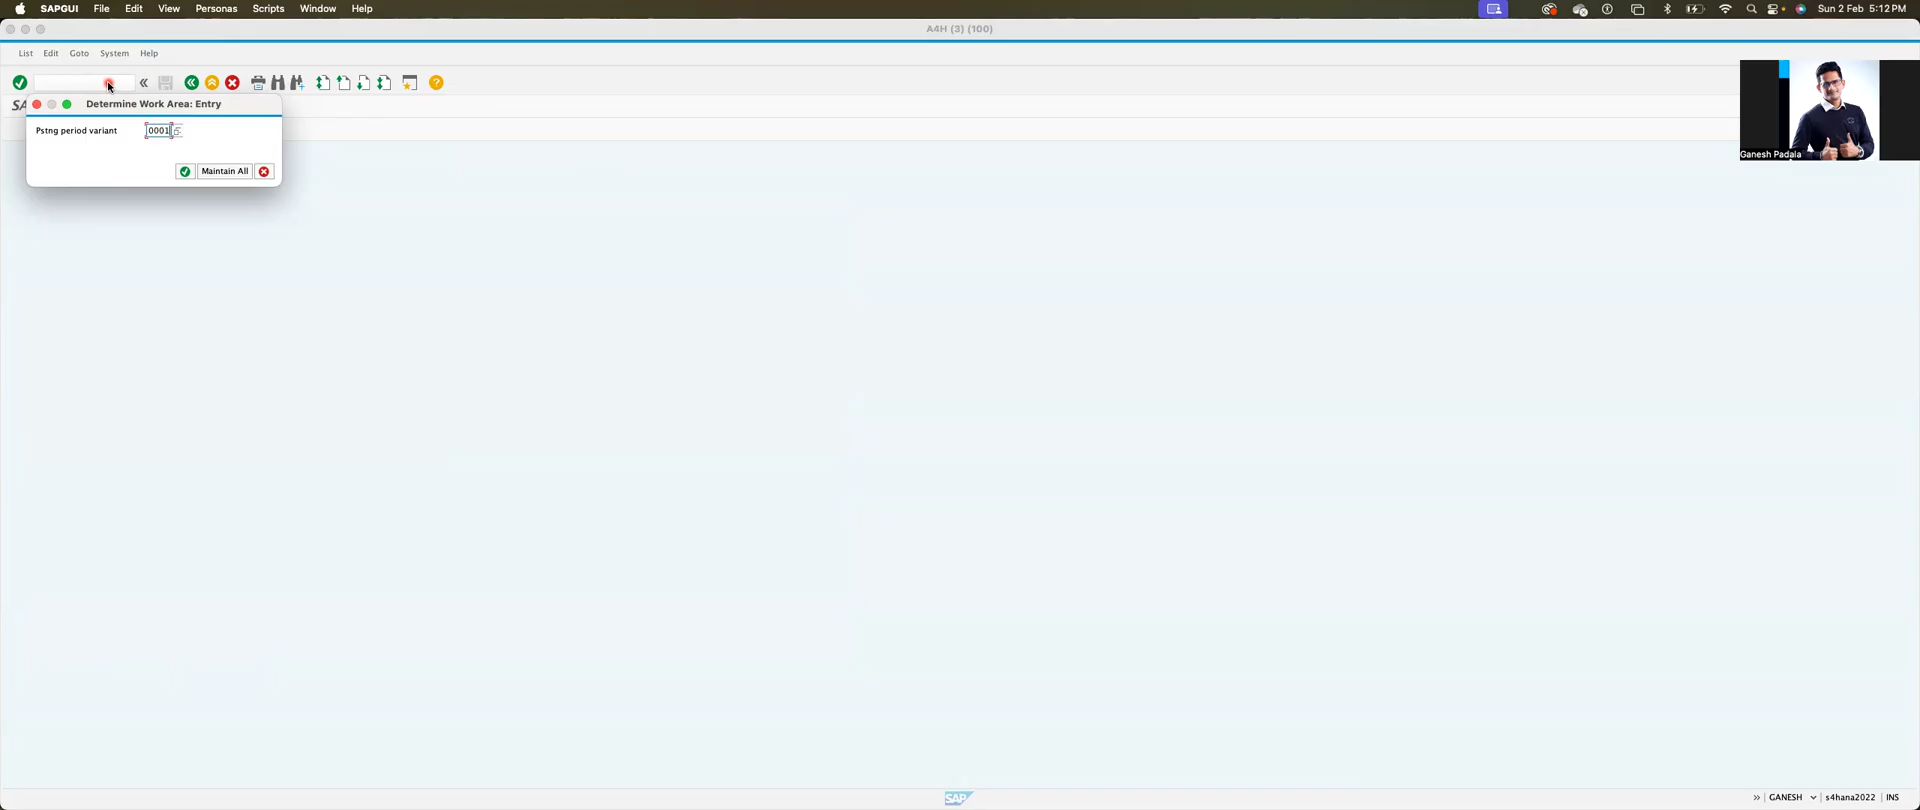 SAPGUI File Edit View Personas Scripts Window Help Sun 2 Feb 5:12 PM
A4H (3) (100)
List Edit Goto System Help
SA
Determine Work Area: Entry
Pstng period variant 0001
Maintain All
Ganesh Padala
SAP
GANESH s4hana2022 INS